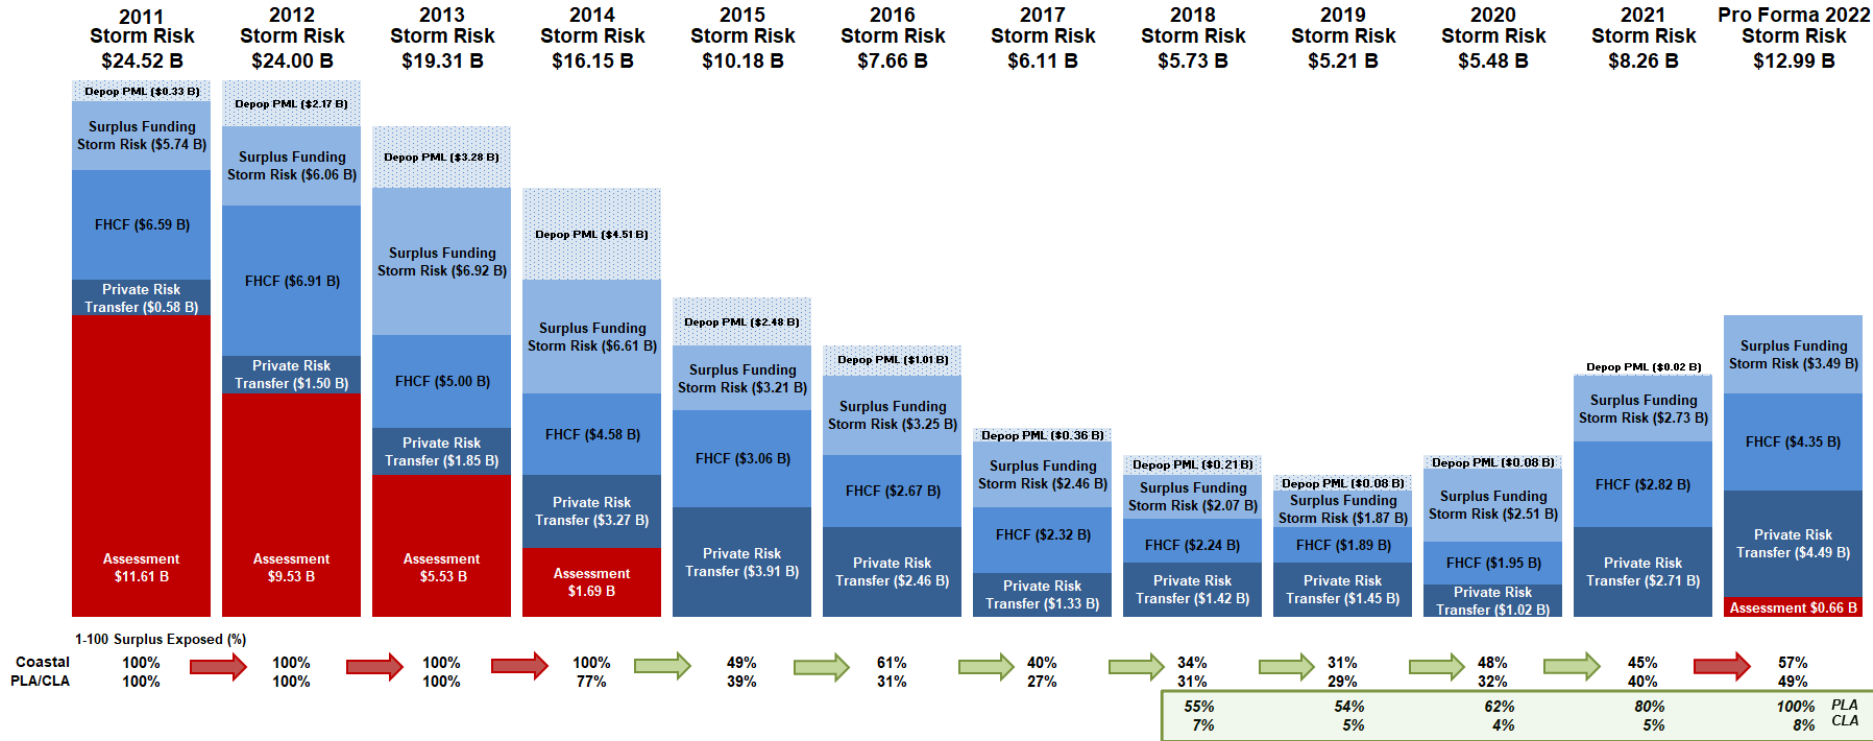 2011
Storm Risk
$24.52 B
2012
Storm Risk
$24.00 B
2013
Storm Risk
$19.31 B
2014
Storm Risk
$16.15 B
2015
Storm Risk
$10.18 B
2016
Storm Risk
$7.66 B
2017
Storm Risk
$6.11 B
2018
Storm Risk
$5.73 B
2019
Storm Risk
$5.21 B
2020
Storm Risk
$5.48 B
2021
Storm Risk
$8.26 B
Pro Forma 2022
Storm Risk
$12.99 B
Depop PML ($0.33 B)
Surplus Funding
Storm Risk ($5.74 B)
FHCF ($6.59 B)
Private Risk
Transfer ($0.58 B)
Assessment
$11.61 B
Depop PML ($2.17 B)
Surplus Funding
Storm Risk ($6.06 B)
FHCF ($6.91 B)
Private Risk
Transfer ($1.50 B)
Assessment
$9.53 B
Depop PML ($3.28 B)
Surplus Funding
Storm Risk ($6.92 B)
FHCF ($5.00 B)
Private Risk
Transfer ($1.85 B)
Assessment
$5.53 B
Depop PML ($4.51 B)
Surplus Funding
Storm Risk ($6.61 B)
FHCF ($4.58 B)
Private Risk
Transfer ($3.27 B)
Assessment
$1.69 B
Depop PML ($2.48 B)
Surplus Funding
Storm Risk ($3.21 B)
FHCF ($3.06 B)
Private Risk
Transfer ($3.91 B)
Depop PML ($1.01 B)
Surplus Funding
Storm Risk ($3.25 B)
FHCF ($2.67 B)
Private Risk
Transfer ($2.46 B)
Depop PML ($0.36 B)
Surplus Funding
Storm Risk ($2.46 B)
FHCF ($2.32 B)
Private Risk
Transfer ($1.33 B)
Depop PML ($0.21 B)
Surplus Funding
Storm Risk ($2.07 B)
FHCF ($2.24 B)
Private Risk
Transfer ($1.42 B)
Depop PML ($0.08 B)
Surplus Funding
Storm Risk ($1.87 B)
FHCF ($1.89 B)
Private Risk
Transfer ($1.45 B)
Depop PML ($0.08 B)
Surplus Funding
Storm Risk ($2.51 B)
FHCF ($1.95 B)
Private Risk
Transfer ($1.02 B)
Depop PML ($0.02 B)
Surplus Funding
Storm Risk ($2.73 B)
FHCF ($2.82 B)
Private Risk
Transfer ($2.71 B)
Surplus Funding
Storm Risk ($3.49 B)
FHCF ($4.35 B)
Private Risk
Transfer ($4.49 B)
Assessment $0.66 B
1-100 Surplus Exposed (%)
Coastal 100% 100% 100% 100% 49% 61% 40% 34% 31% 48% 45% 57%
PLA/CLA 100% 100% 100% 77% 39% 31% 27% 31% 29% 32% 40% 49%
55% 54% 62% 80% 100% PLA
7% 5% 4% 5% 8% CLA